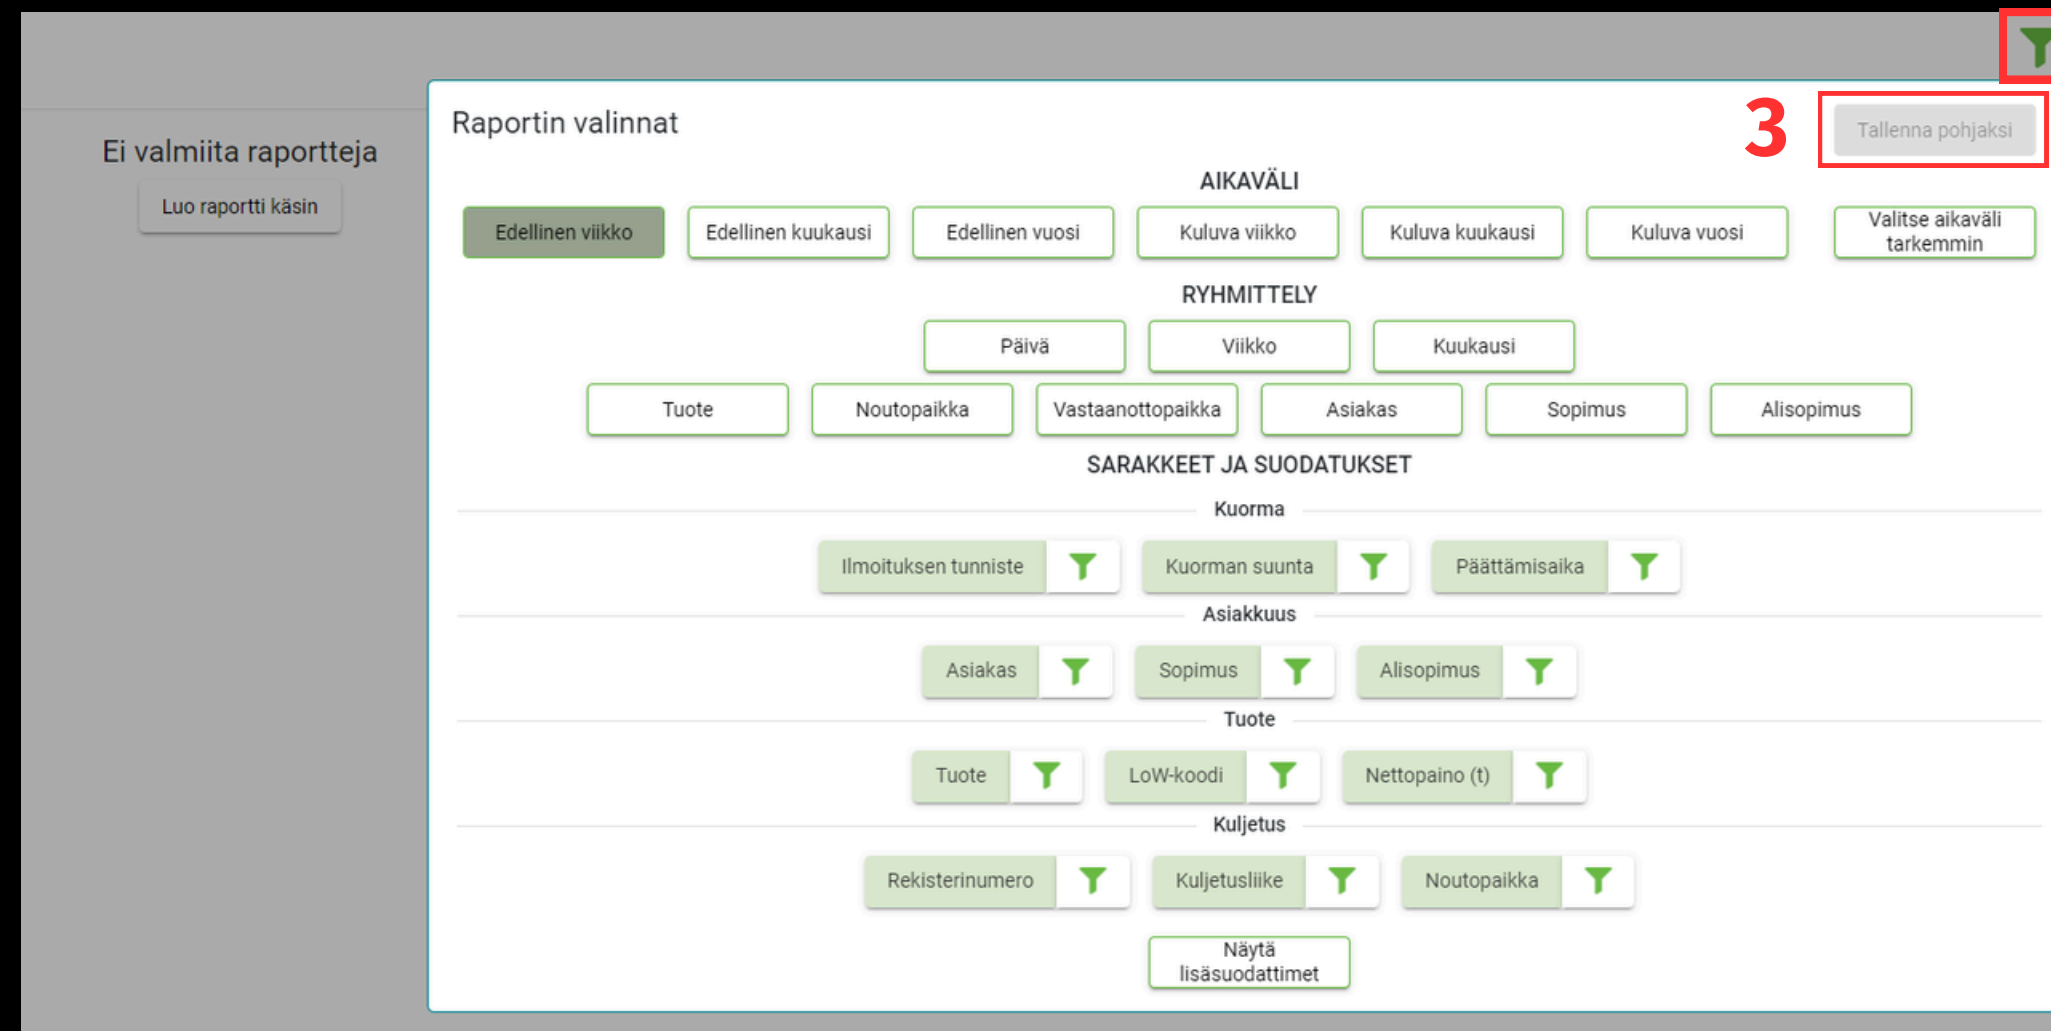 Ei valmiita raportteja
Luo raportti käsin
Raportin valinnat
3
Tallenna pohjaksi
AIKAVÄLI
Edellinen viikko
Edellinen kuukausi
Edellinen vuosi
Kuluva viikko
Kuluva kuukausi
Kuluva vuosi
Valitse aikaväli
tarkemmin
RYHMITTELY
Päivä
Viikko
Kuukausi
Tuote
Noutopaikka
Vastaanottopaikka
Asiakas
Sopimus
Alisopimus
SARAKKEET JA SUODATUKSET
Kuorma
Ilmoituksen tunniste
Kuorman suunta
Päättämisaika
Asiakkuus
Asiakas
Sopimus
Alisopimus
Tuote
Tuote
LoW-koodi
Nettopaino (t)
Kuljetus
Rekisterinumero
Kuljetusliike
Noutopaikka
Näytä
lisäsuodattimet